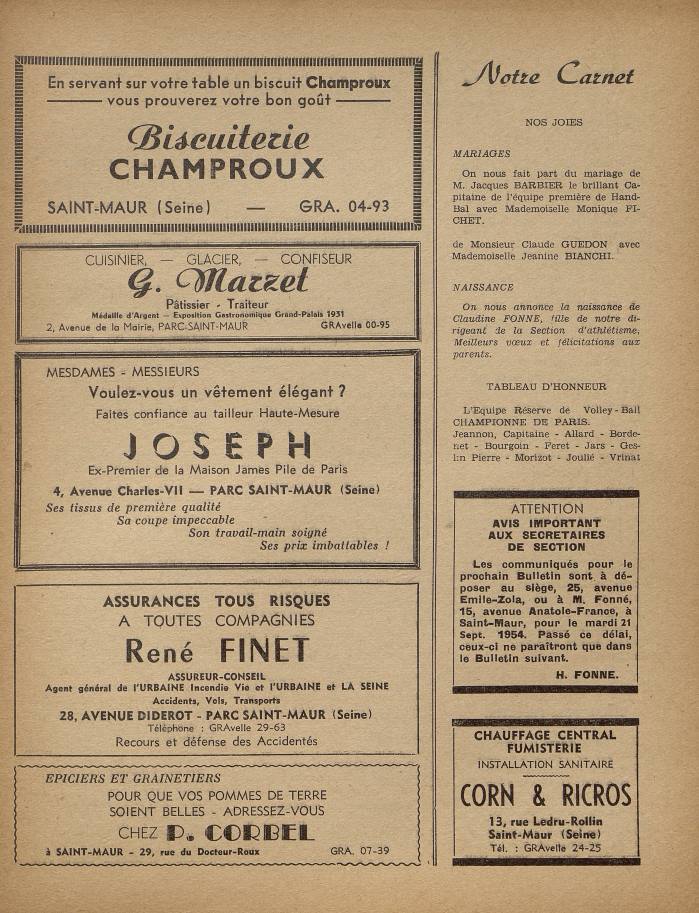 En servant sur votre table un biscuit Champroux
vous prouverez votre bon goût
Biscuiterie
CHAMPROUX
SAINT-MAUR (Seine) — GRA. 04-93
CUISINIER, — GLACIER, — CONFISEUR
G. Marzet
Pâtissier - Traiteur
Médaille d'Argent — Exposition Gastronomique Grand-Palais 1931
2, Avenue de la Mairie, PARC-SAINT-MAUR GRAvelle 00-95
MESDAMES - MESSIEURS
Voulez-vous un vêtement élégant ?
Faites confiance au tailleur Haute-Mesure
JOSEPH
Ex-Premier de la Maison James Pile de Paris
4, Avenue Charles-VII — PARC SAINT-MAUR (Seine)
Ses tissus de première qualité
Sa coupe impeccable
Son travail-main soigné
Ses prix imbattables !
ASSURANCES TOUS RISQUES
A TOUTES COMPAGNIES
René FINET
ASSUREUR-CONSEIL
Agent général de l'URBAINE Incendie Vie et l'URBAINE et LA SEINE
Accidents, Vols, Transports
28, AVENUE DIDEROT - PARC SAINT-MAUR (Seine)
Téléphone : GRAvelle 29-63
Recours et défense des Accidentés
EPICIERS ET GRAINETIERS
POUR QUE VOS POMMES DE TERRE
SOIENT BELLES - ADRESSEZ-VOUS
CHEZ P. CORBEL
à SAINT-MAUR - 29, rue du Docteur-Roux GRA. 07-39
Notre Carnet
NOS JOIES
MARIAGES
On nous fait part du mariage de
M. Jacques BARBIER le brillant Ca-
pitaine de l'équipe première de Hand-
Bal avec Mademoiselle Monique FI-
CHET.
de Monsieur Claude GUEDON avec
Mademoiselle Jeanine BIANCHI.
NAISSANCE
On nous annonce la naissance de
Claudine FONNE, fille de notre di-
rigeant de la Section d'athlétisme,
Meilleurs vœux et félicitations aux
parents.
TABLEAU D'HONNEUR
L'Equipe Réserve de Volley-Ball
CHAMPIONNE DE PARIS.
Jeannon, Capitaine - Allard - Borde-
net - Bourgoin - Feret - Jars - Ges-
lin Pierre - Morizot - Joulié - Vrinat
ATTENTION
AVIS IMPORTANT
AUX SECRETAIRES
DE SECTION
Les communiqués pour le
prochain Bulletin sont à dé-
poser au siège, 25, avenue
Emile-Zola, ou à M. Fonné,
15, avenue Anatole-France, à
Saint-Maur, pour le mardi 21
Sept. 1954. Passé ce délai,
ceux-ci ne paraîtront que dans
le Bulletin suivant.
H. FONNE.
CHAUFFAGE CENTRAL
FUMISTERIE
INSTALLATION SANITAIRE
CORN & RICROS
13, rue Ledru-Rollin
Saint-Maur (Seine)
Tél. : GRAvelle 24-25